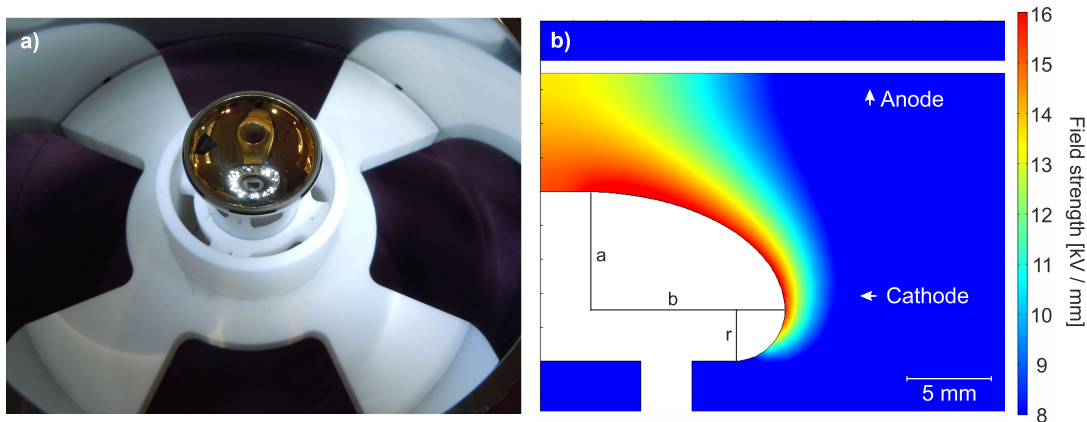 a)
b)
Anode
a
b
r
Cathode
5 mm
16
15
14
13
12
11
10
9
8
Field strength [kV / mm]